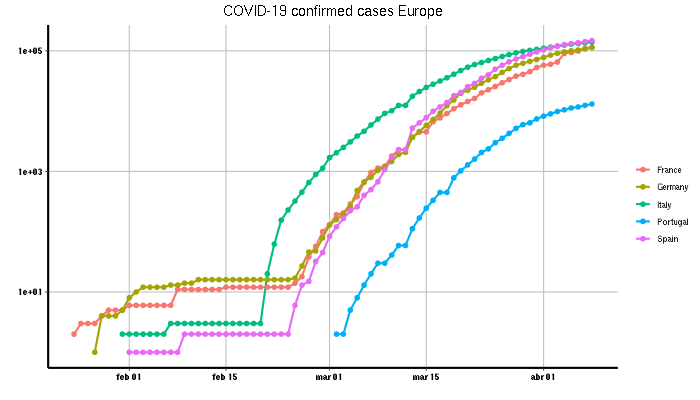 COVID-19 confirmed cases Europe
1e+05
1e+03
1e+01
feb 01
feb 15
mar 01
mar 15
abr 01
France
Germany
Italy
Portugal
Spain